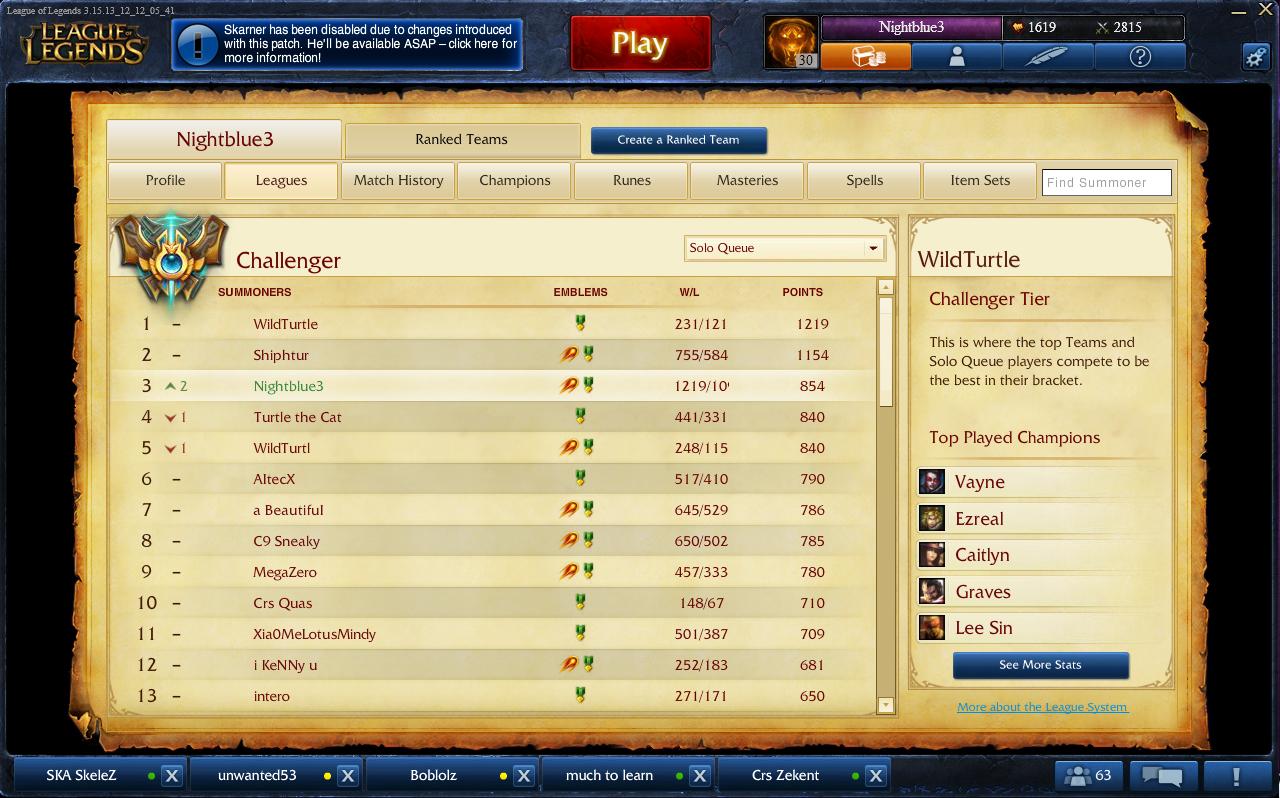 League of Legends 3.15.13_12_12_05_41
LEAGUE OF LEGENDS
Skarner has been disabled due to changes introduced
with this patch. He'll be available ASAP – click here for
more information!
Play
30
Nightblue3
1619
2815
Nightblue3
Ranked Teams
Create a Ranked Team
Profile
Leagues
Match History
Champions
Runes
Masteries
Spells
Item Sets
Find Summoner
Challenger
Solo Queue
SUMMONERS EMBLEMS W/L POINTS
1 – WildTurtle 231/121 1219
2 – Shiphtur 755/584 1154
3 2 Nightblue3 1219/10 854
4 1 Turtle the Cat 441/331 840
5 1 WildTurtl 248/115 840
6 – AltecX 517/410 790
7 – a Beautiful 645/529 786
8 – C9 Sneaky 650/502 785
9 – MegaZero 457/333 780
10 – Crs Quas 148/67 710
11 – Xia0MeLotusMindy 501/387 709
12 – i KeNNy u 252/183 681
13 – intero 271/171 650
WildTurtle
Challenger Tier
This is where the top Teams and
Solo Queue players compete to be
the best in their bracket.
Top Played Champions
Vayne
Ezreal
Caitlyn
Graves
Lee Sin
See More Stats
More about the League System
SKA SkeleZ
unwanted53
Boblolz
much to learn
Crs Zekent
63